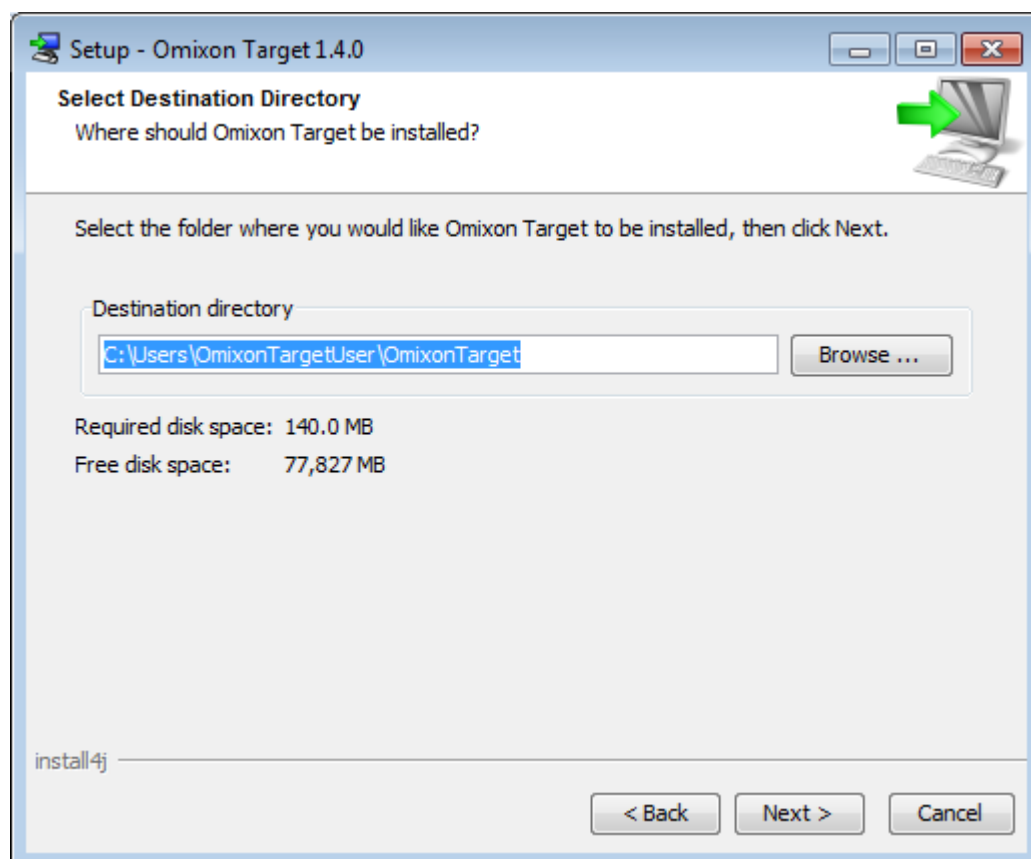 Setup - Omixon Target 1.4.0
Select Destination Directory
Where should Omixon Target be installed?
Select the folder where you would like Omixon Target to be installed, then click Next.
Destination directory
C:\Users\OmixonTargetUser\OmixonTarget
Browse ...
Required disk space: 140.0 MB
Free disk space: 77,827 MB
install4j
< Back Next > Cancel